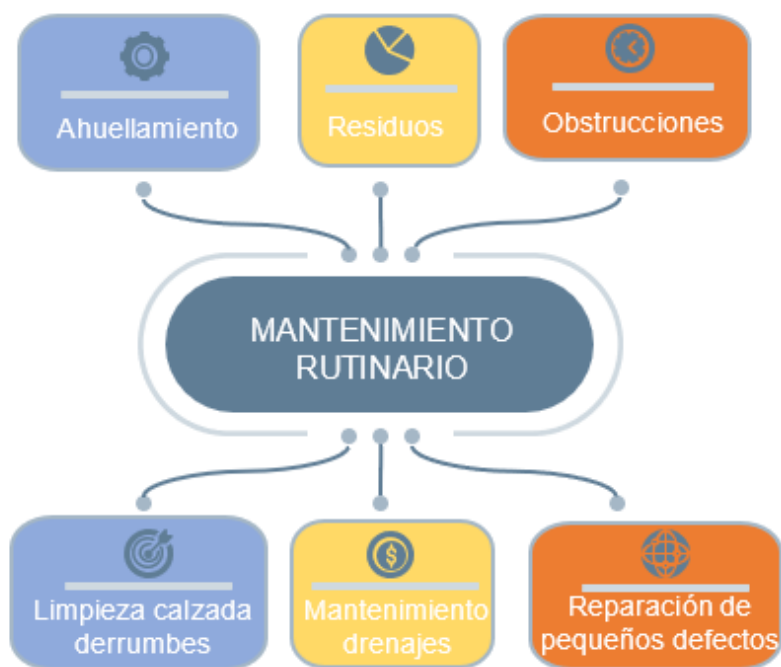 Ahuellamiento
Residuos
Obstrucciones
MANTENIMIENTO
RUTINARIO
Limpieza calzada
derrumbes
Mantenimiento
drenajes
Reparación de
pequeños defectos